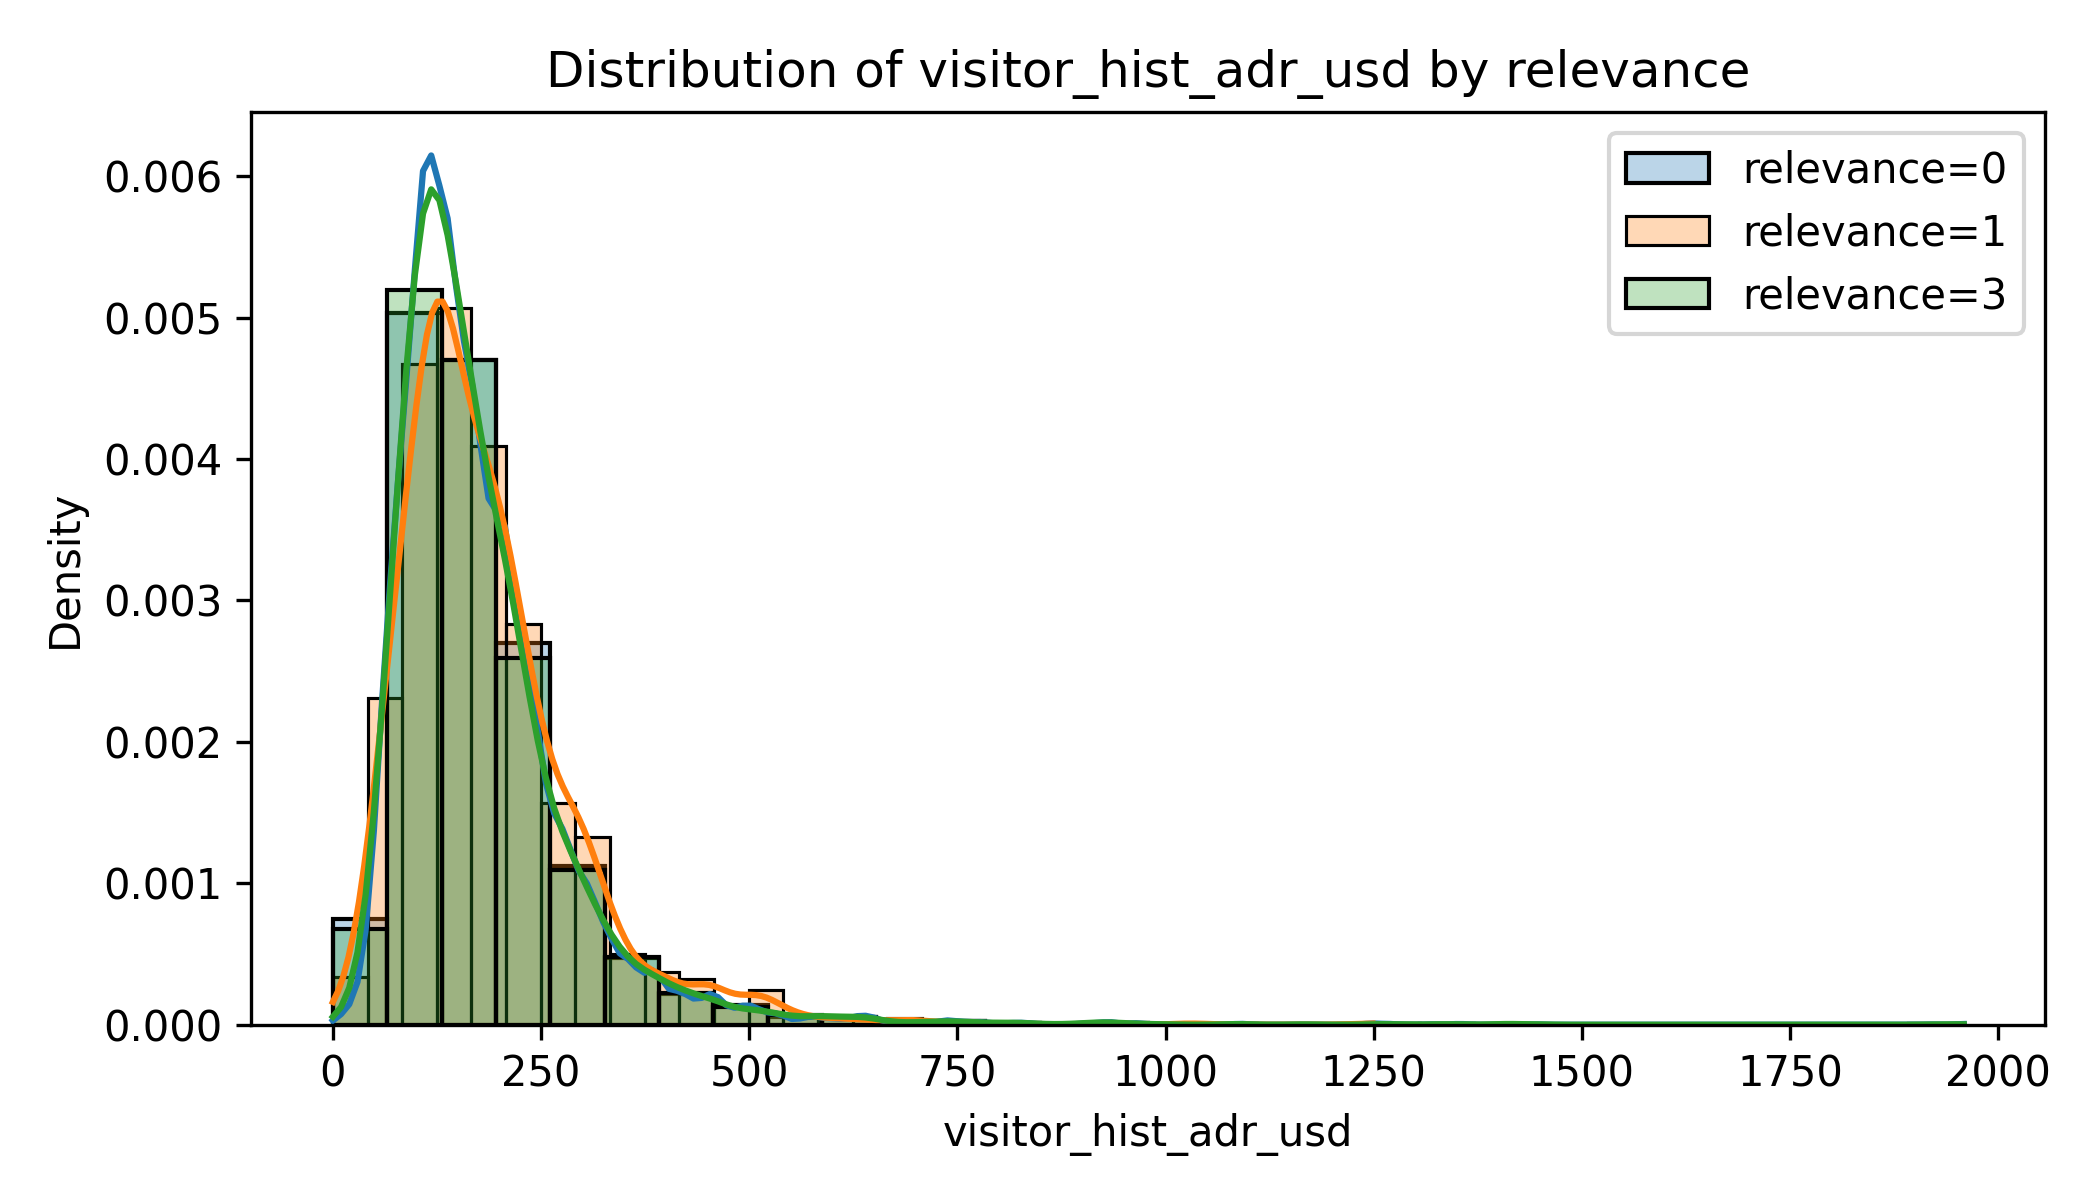 Distribution of visitor_hist_adr_usd by relevance
relevance=0
relevance=1
relevance=3
Density
0.006
0.005
0.004
0.003
0.002
0.001
0.000
0 250 500 750 1000 1250 1500 1750 2000
visitor_hist_adr_usd